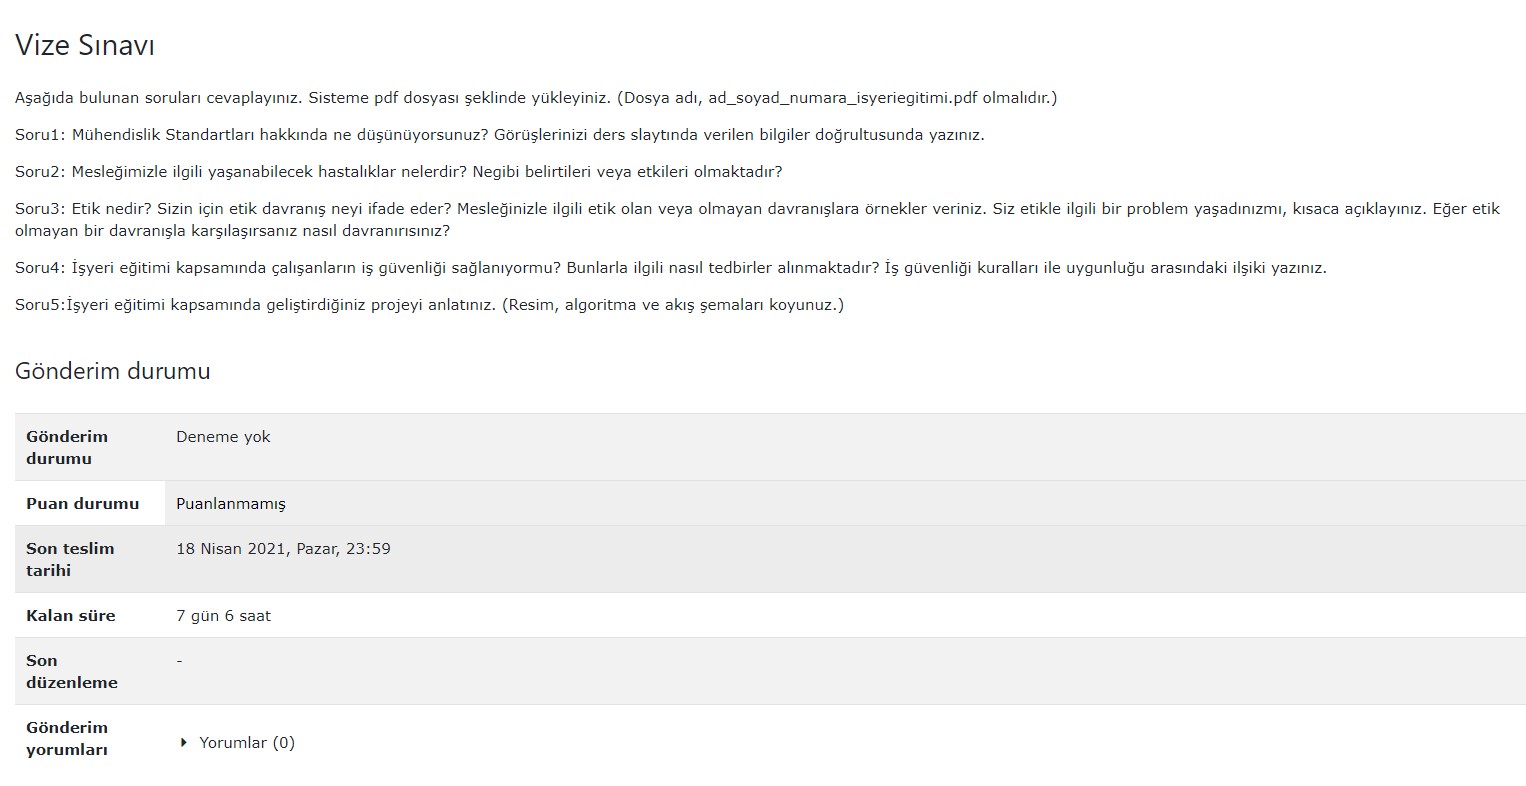 Vize Sınavı
Aşağıda bulunan soruları cevaplayınız. Sisteme pdf dosyası şeklinde yükleyiniz. (Dosya adı, ad_soyad_numara_isyeriegitimi.pdf olmalıdır.)
Soru1: Mühendislik Standartları hakkında ne düşünüyorsunuz? Görüşlerinizi ders slaytında verilen bilgiler doğrultusunda yazınız.
Soru2: Mesleğimizle ilgili yaşanabilecek hastalıklar nelerdir? Negibi belirtileri veya etkileri olmaktadır?
Soru3: Etik nedir? Sizin için etik davranış neyi ifade eder? Mesleğinizle ilgili etik olan veya olmayan davranışlara örnekler veriniz. Siz etikle ilgili bir problem yaşadınızmı, kısaca açıklayınız. Eğer etik
olmayan bir davranışla karşılaşırsanız nasıl davranırısınız?
Soru4: İşyeri eğitimi kapsamında çalışanların iş güvenliği sağlanıyormu? Bunlarla ilgili nasıl tedbirler alınmaktadır? İş güvenliği kuralları ile uygunluğu arasındaki ilşiki yazınız.
Soru5:İşyeri eğitimi kapsamında geliştirdiğiniz projeyi anlatınız. (Resim, algoritma ve akış şemaları koyunuz.)
Gönderim durumu
Gönderim durumu Deneme yok
Puan durumu Puanlanmamış
Son teslim tarihi 18 Nisan 2021, Pazar, 23:59
Kalan süre 7 gün 6 saat
Son düzenleme -
Gönderim yorumları Yorumlar (0)